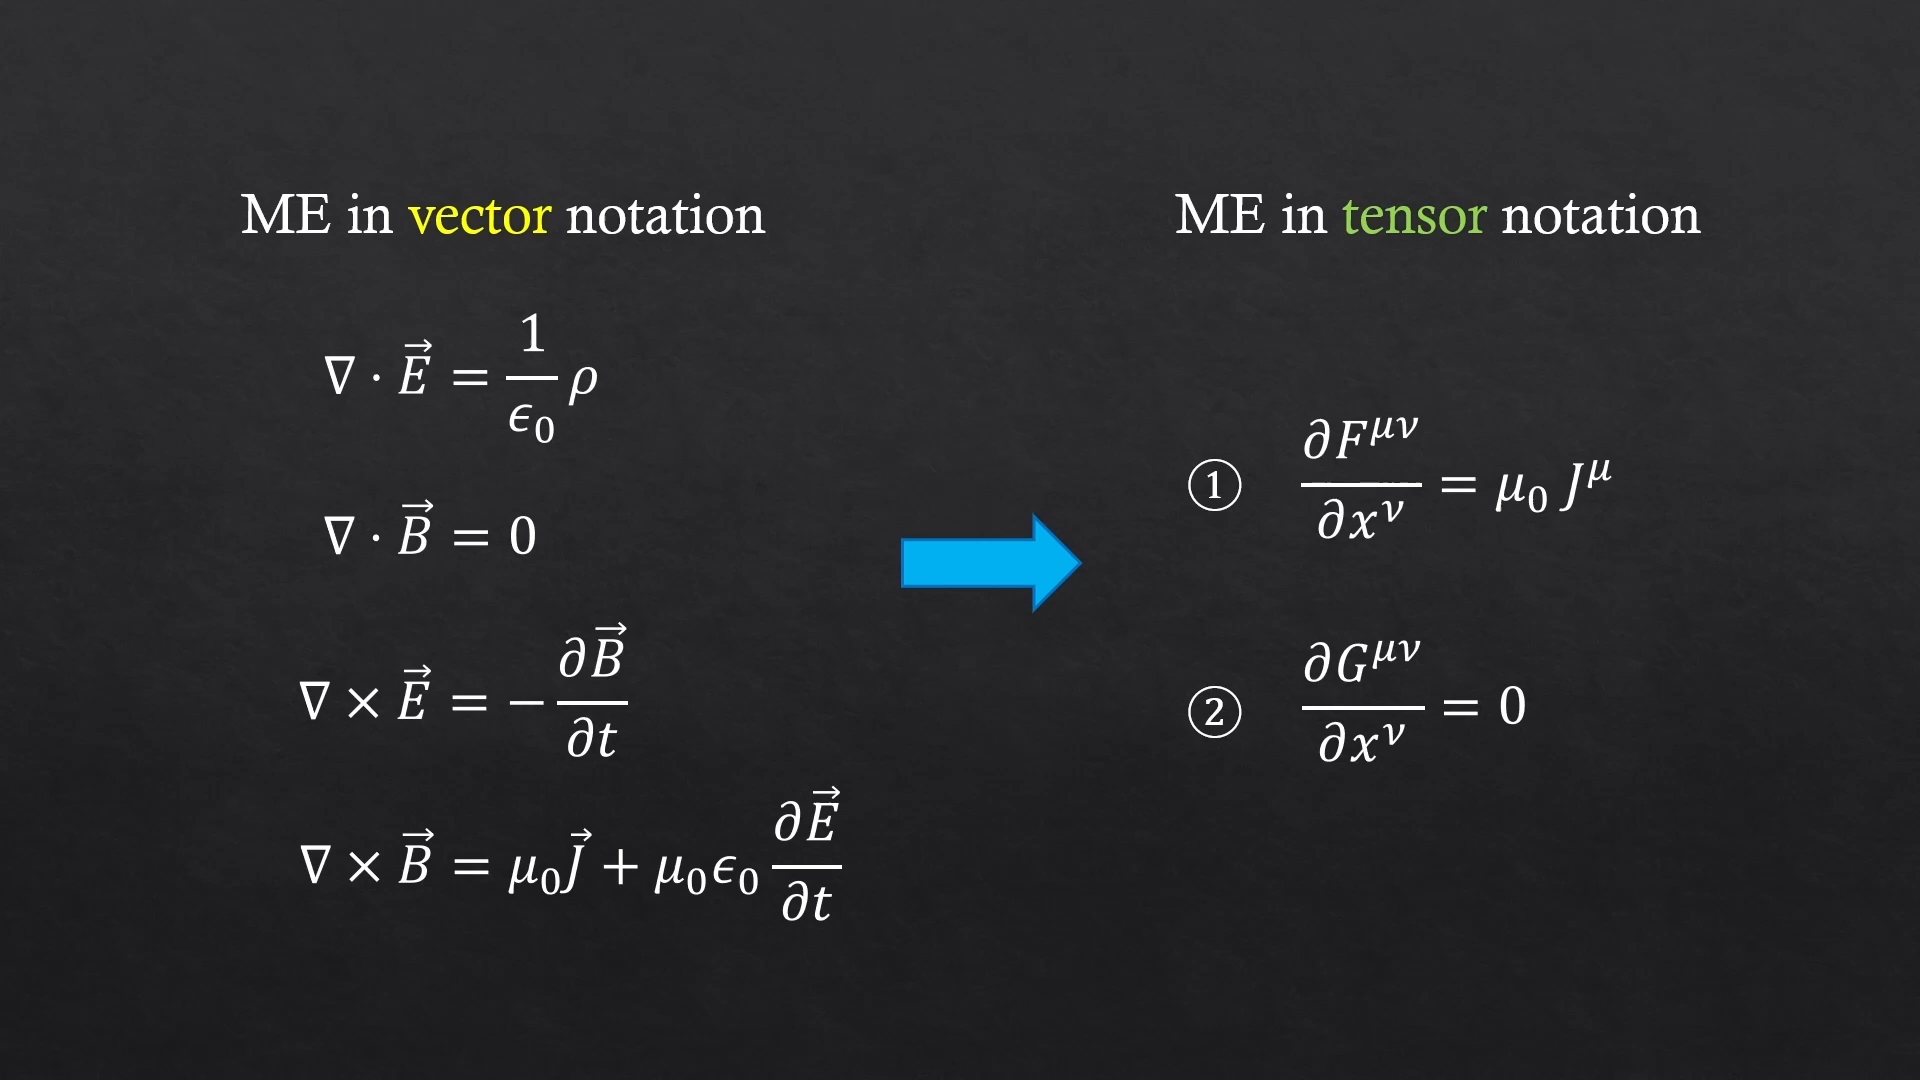 ME in vector notation
∇ · E⃗ = 1/ϵ₀ ρ
∇ · B⃗ = 0
∇ × E⃗ = − ∂B⃗/∂t
∇ × B⃗ = μ₀J⃗ + μ₀ϵ₀ ∂E⃗/∂t
ME in tensor notation
① ∂F^{μν}/∂x^ν = μ₀ J^μ
② ∂G^{μν}/∂x^ν = 0